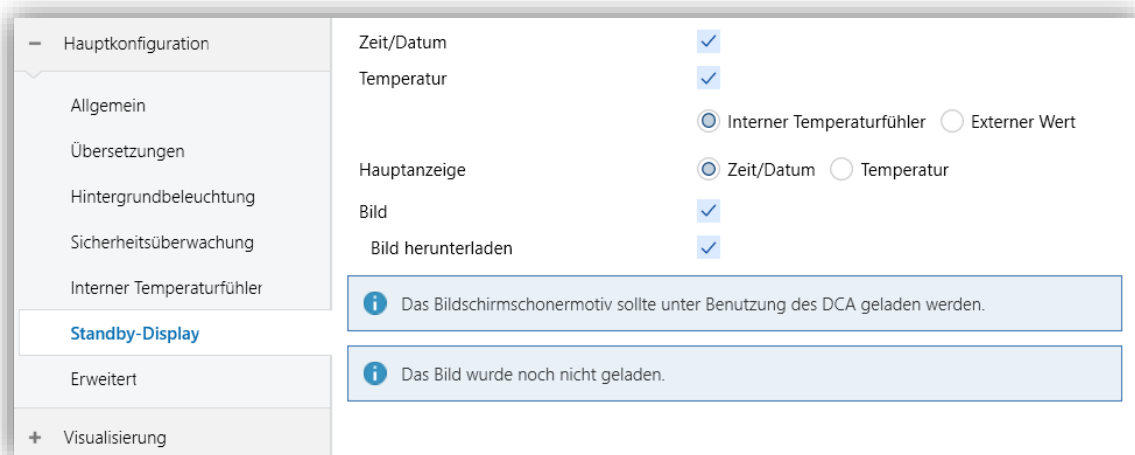 Hauptkonfiguration
Allgemein
Übersetzungen
Hintergrundbeleuchtung
Sicherheitsüberwachung
Interner Temperaturfühler
Standby-Display
Erweitert
Visualisierung
Zeit/Datum
Temperatur
Interner Temperaturfühler Externer Wert
Hauptanzeige Zeit/Datum Temperatur
Bild
Bild herunterladen
Das Bildschirmschonermotiv sollte unter Benutzung des DCA geladen werden.
Das Bild wurde noch nicht geladen.